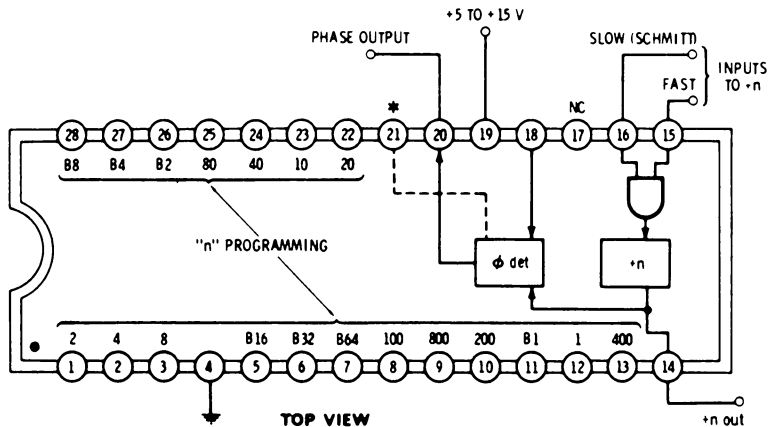 +5 TO +15 V
PHASE OUTPUT
SLOW (SCHMITT)
INPUTS
TO ÷n
FAST
*
NC
28 27 26 25 24 23 22 21 20 19 18 17 16 15
B8 B4 B2 80 40 10 20
"n" PROGRAMMING
ϕ det
÷n
2 4 8 B16 B32 B64 100 800 200 B1 1 400
1 2 3 4 5 6 7 8 9 10 11 12 13 14
TOP VIEW
÷n out